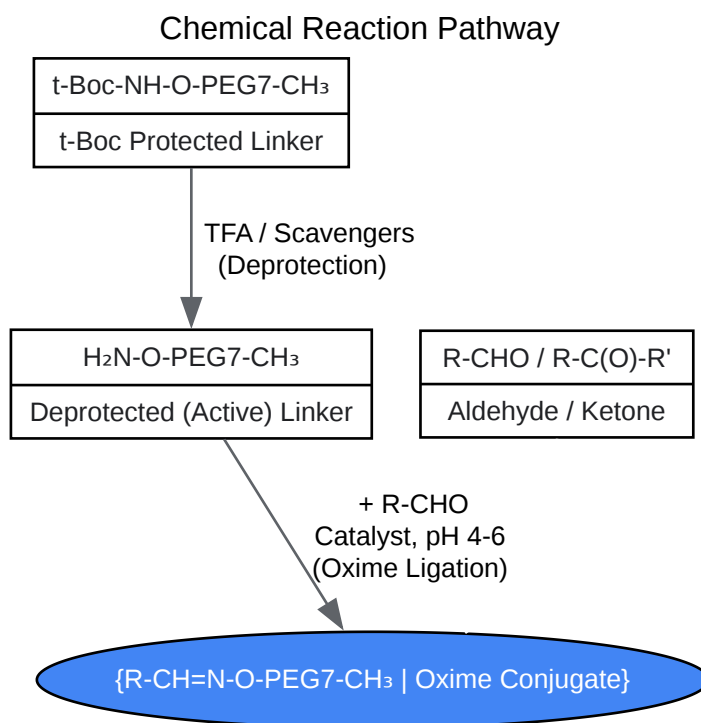 Chemical Reaction Pathway
t-Boc-NH-O-PEG7-CH₃
t-Boc Protected Linker
TFA / Scavengers
(Deprotection)
H₂N-O-PEG7-CH₃
Deprotected (Active) Linker
R-CHO / R-C(O)-R'
Aldehyde / Ketone
+ R-CHO
Catalyst, pH 4-6
(Oxime Ligation)
{R-CH=N-O-PEG7-CH₃ | Oxime Conjugate}